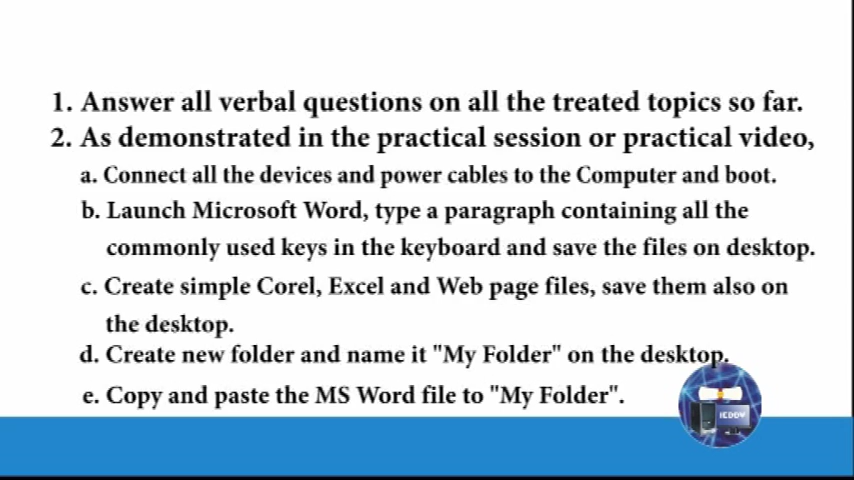 1. Answer all verbal questions on all the treated topics so far.
2. As demonstrated in the practical session or practical video,
a. Connect all the devices and power cables to the Computer and boot.
b. Launch Microsoft Word, type a paragraph containing all the
commonly used keys in the keyboard and save the files on desktop.
c. Create simple Corel, Excel and Web page files, save them also on
the desktop.
d. Create new folder and name it "My Folder" on the desktop.
e. Copy and paste the MS Word file to "My Folder".